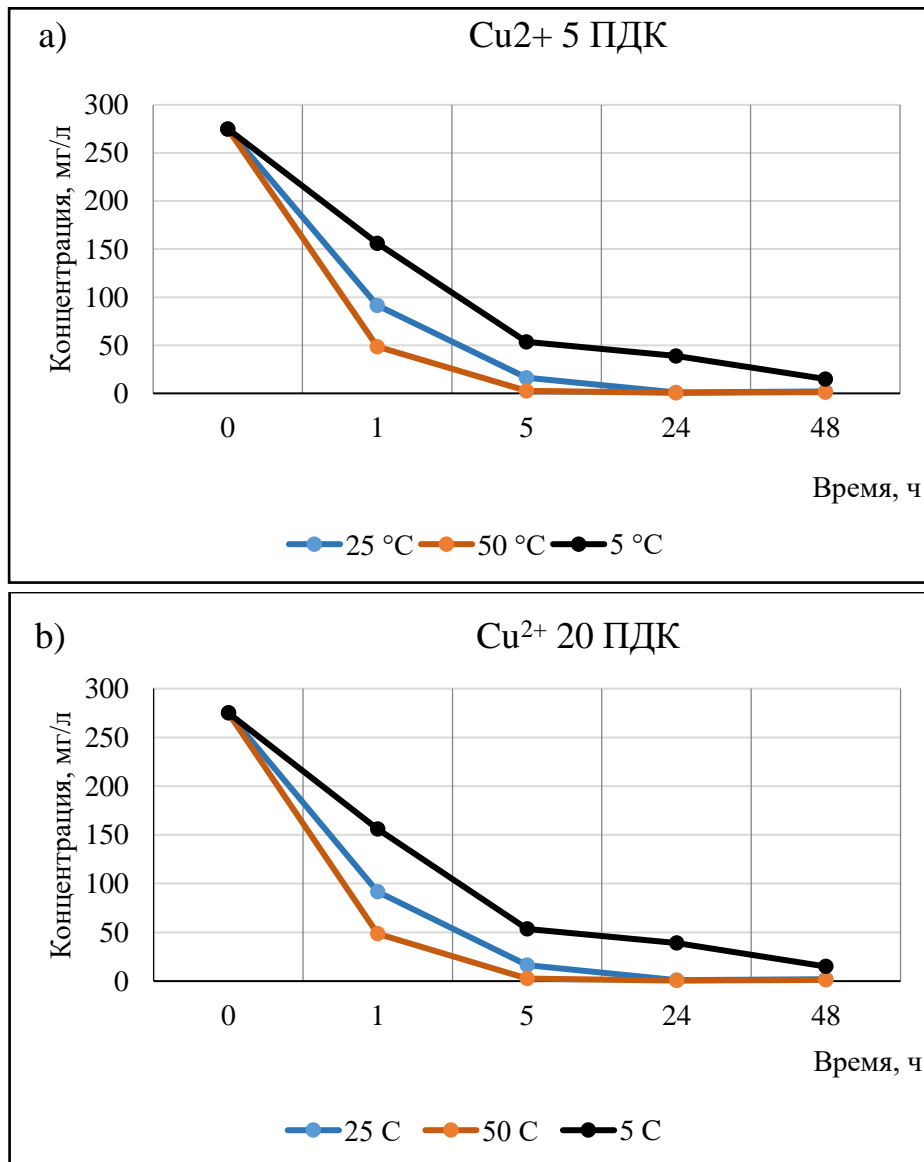 a)
Cu2+ 5 ПДК
Концентрация, мг/л
300
250
200
150
100
50
0
0 1 5 24 48
Время, ч
25 °C 50 °C 5 °C
b)
Cu²⁺ 20 ПДК
Концентрация, мг/л
300
250
200
150
100
50
0
0 1 5 24 48
Время, ч
25 C 50 C 5 C